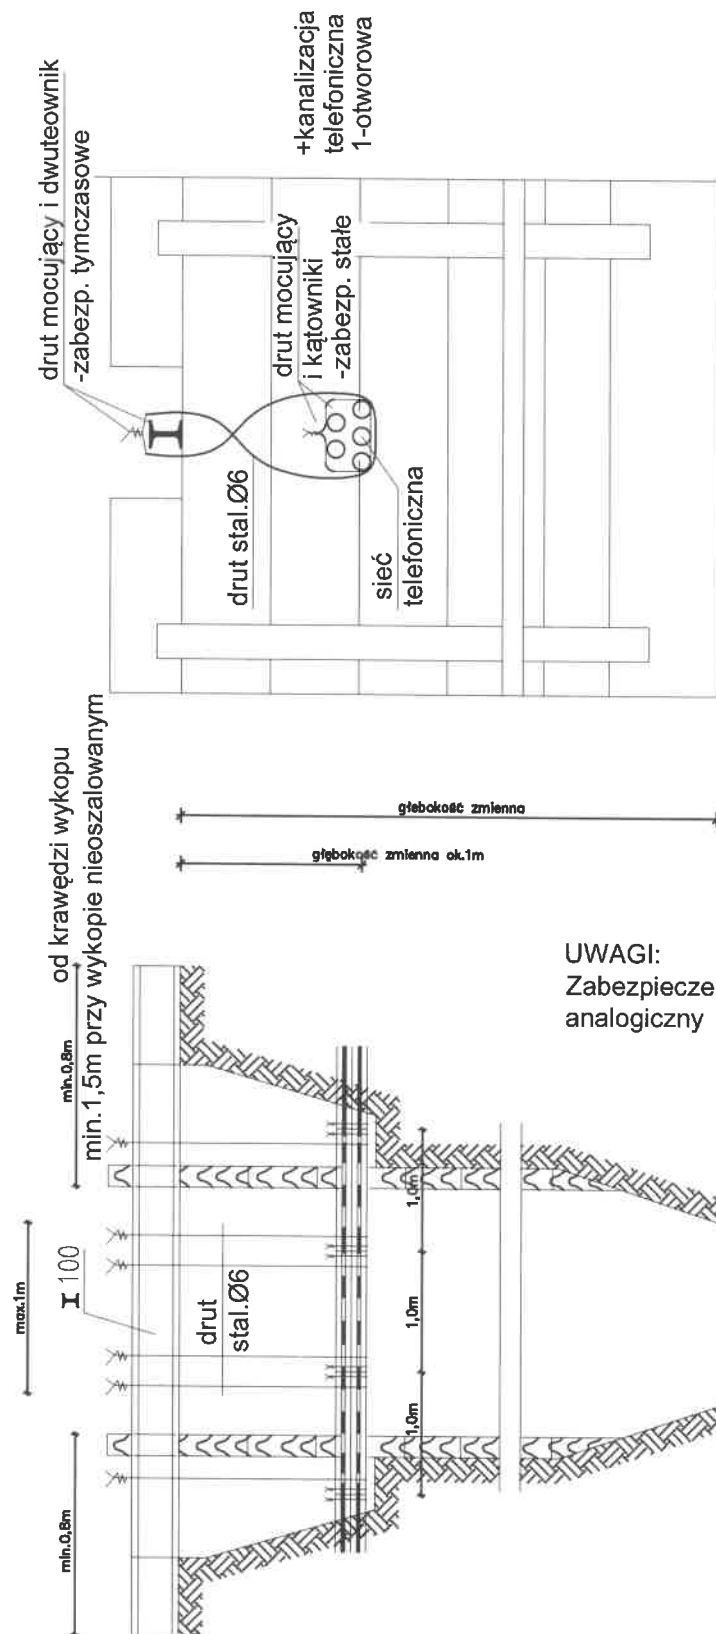 od krawędzi wykopu
min.1,5m przy wykopie nieoszalowanym
min.0,8m
max.1m
min.0,8m
I 100
drut
stal.Ø6
1,0m
1,0m
1,0m
głębokość zmienna ok.1m
głebokość zmienna
UWAGI:
Zabezpiecze
analogiczny
drut mocujący i dwuteownik
-zabezp. tymczasowe
drut stal.Ø6
sieć
telefoniczna
drut mocujący
i kątowniki
-zabezp. stałe
+kanalizacja
telefoniczna
1-otworowa